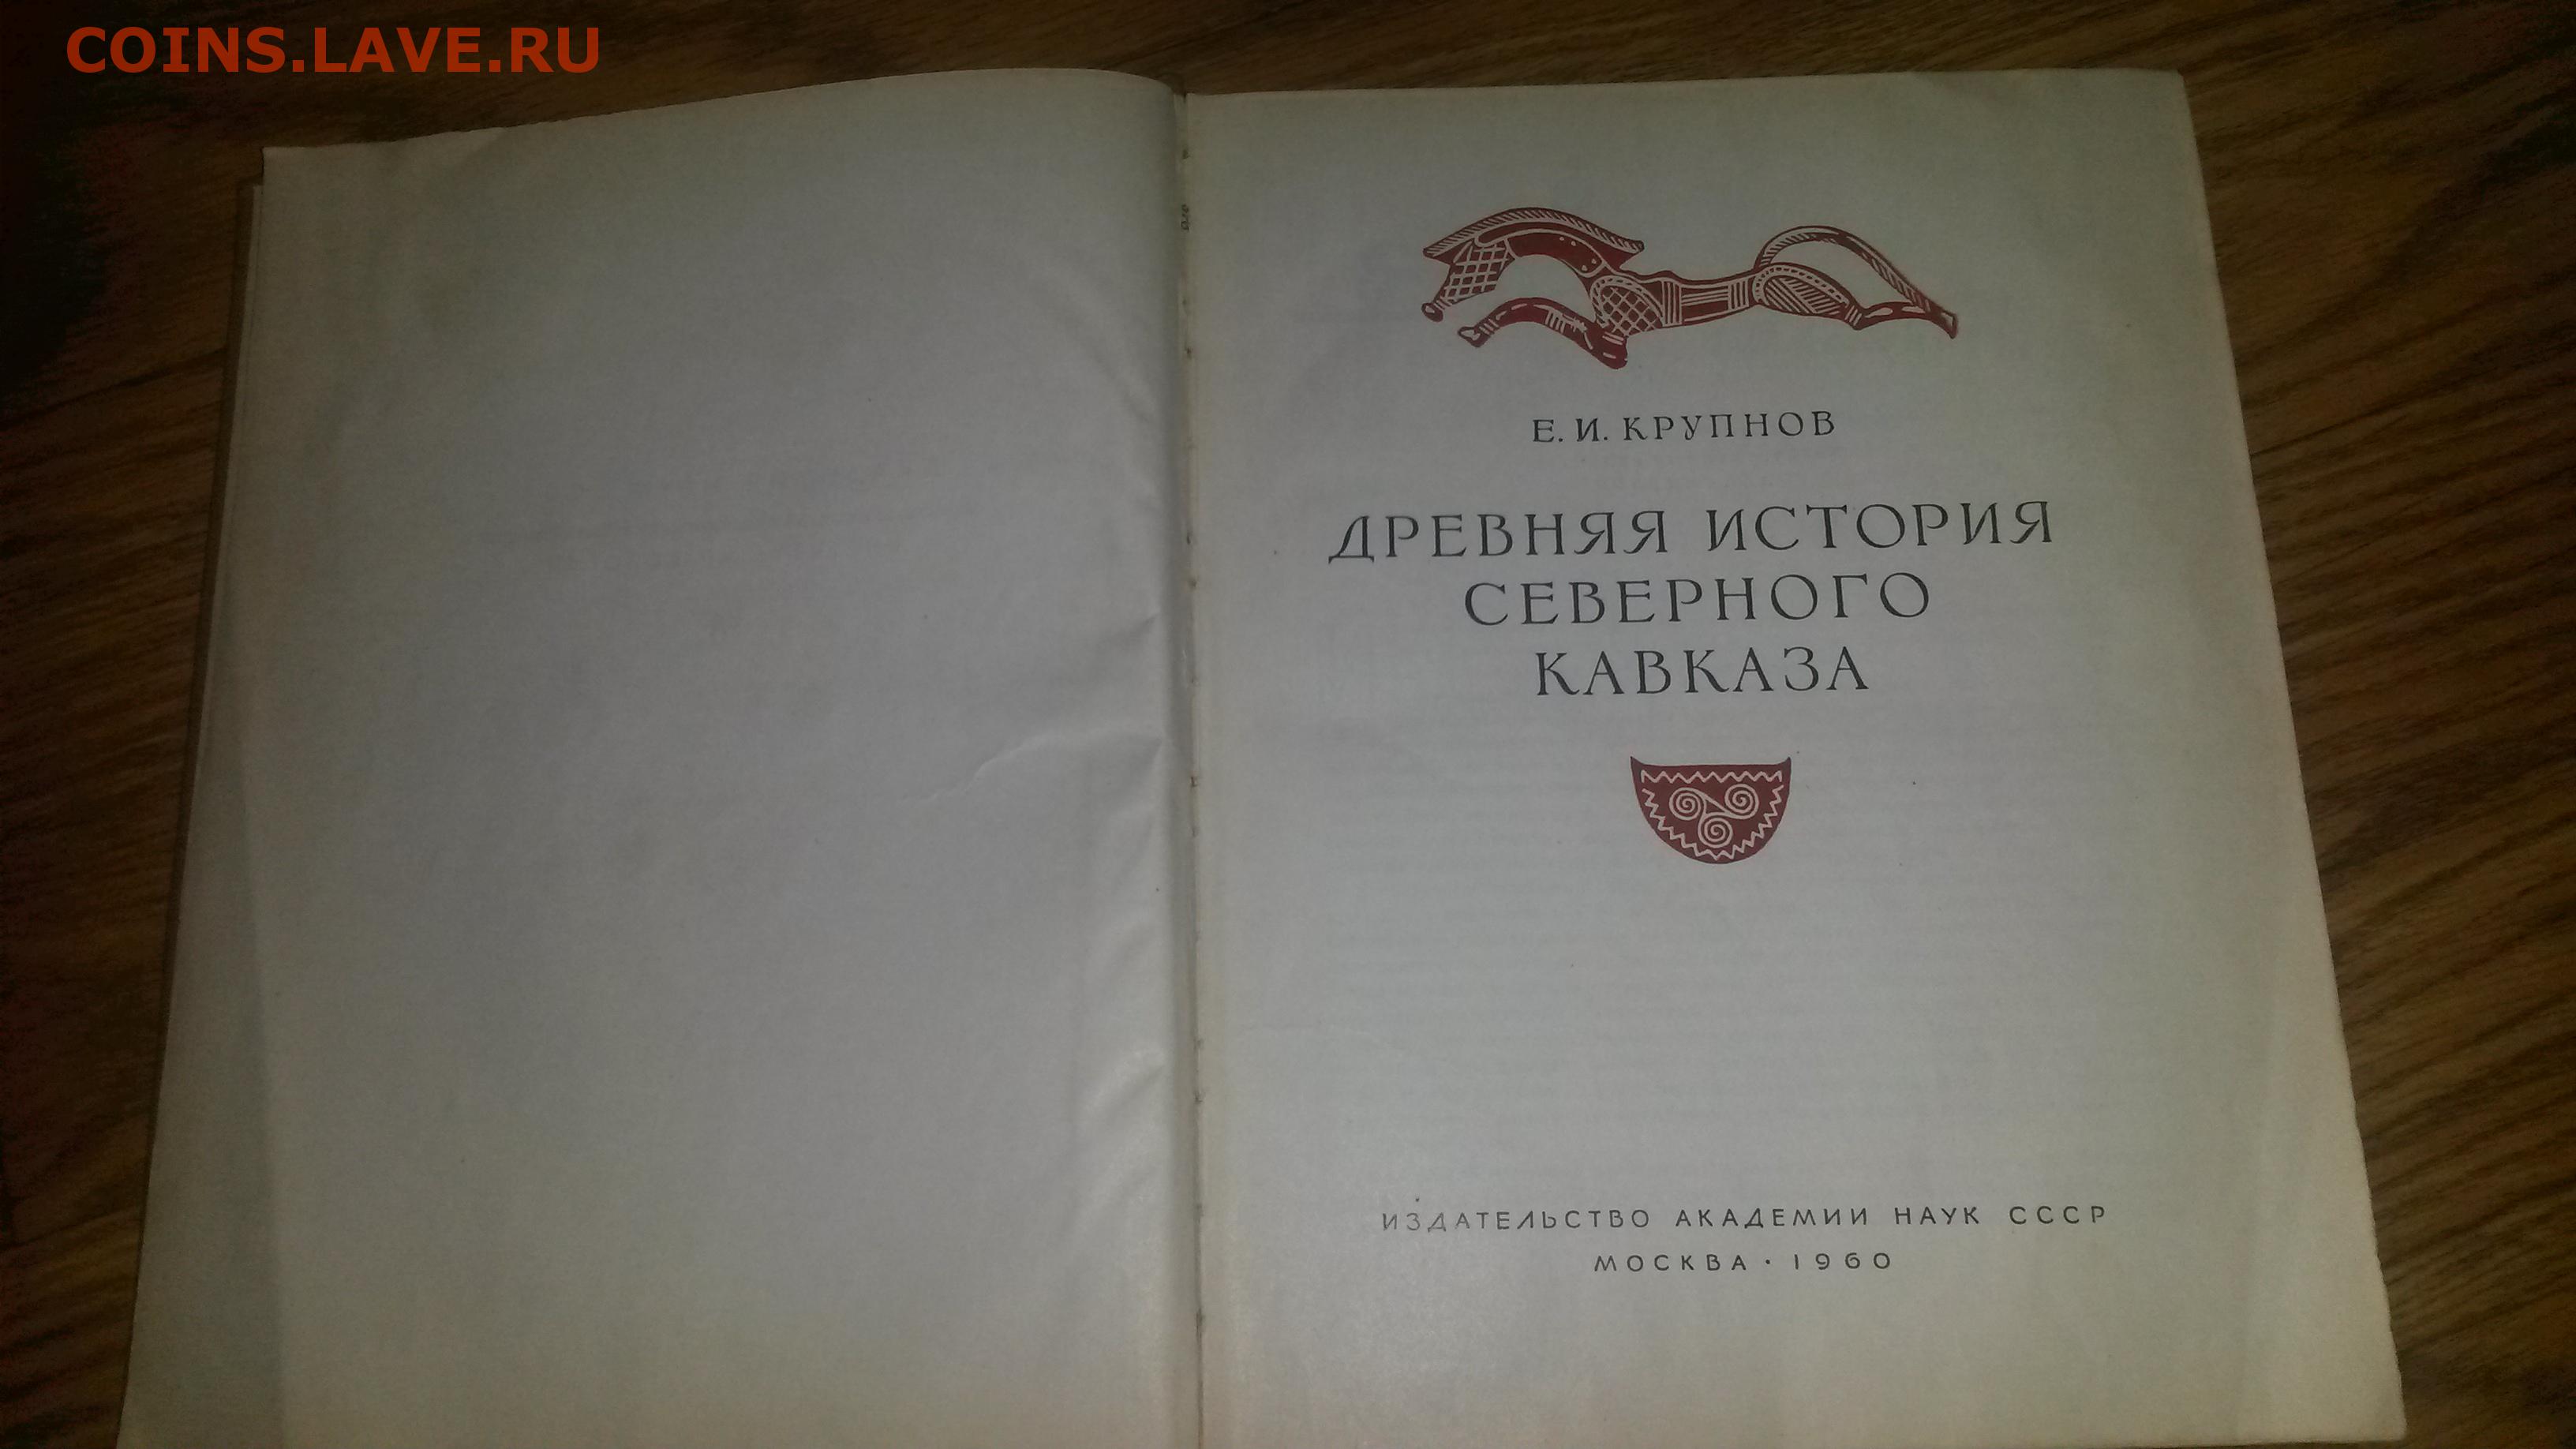 COINS.LAVE.RU
Е. И. КРУПНОВ
ДРЕВНЯЯ ИСТОРИЯ
СЕВЕРНОГО
КАВКАЗА
ИЗДАТЕЛЬСТВО АКАДЕМИИ НАУК СССР
МОСКВА · 1960